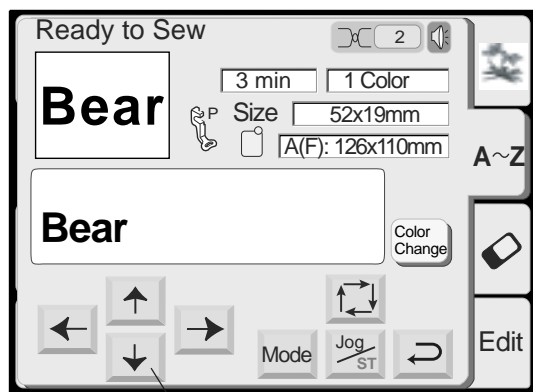 Ready to Sew
2
Bear
3 min
1 Color
P
Size
52x19mm
A(F): 126x110mm
A~Z
Bear
Color
Change
Mode
Jog
ST
Edit